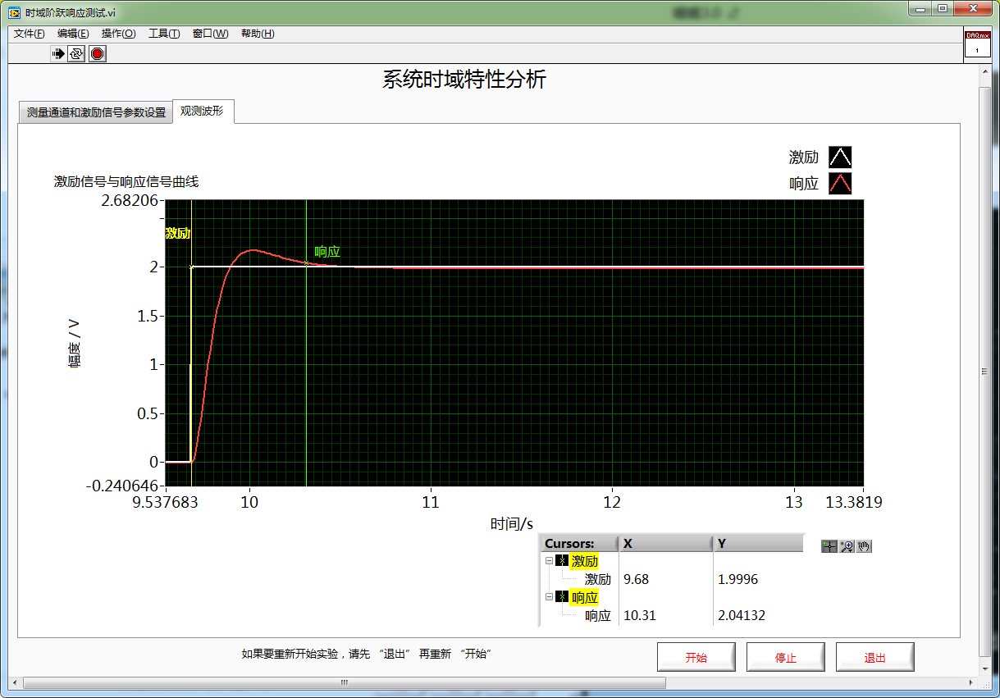 时域阶跃响应测试.vi
文件(F) 编辑(E) 操作(O) 工具(T) 窗口(W) 帮助(H)
DAQmx
1
系统时域特性分析
测量通道和激励信号参数设置 观测波形
激励
响应
激励信号与响应信号曲线
2.68206
激励
响应
2
1.5
幅度 / V
1
0.5
0
-0.240646
9.537683 10 11 12 13 13.3819
时间/s
Cursors: X Y
激励
激励 9.68 1.9996
响应
响应 10.31 2.04132
如果要重新开始实验，请先 “退出” 再重新 “开始”
开始 停止 退出